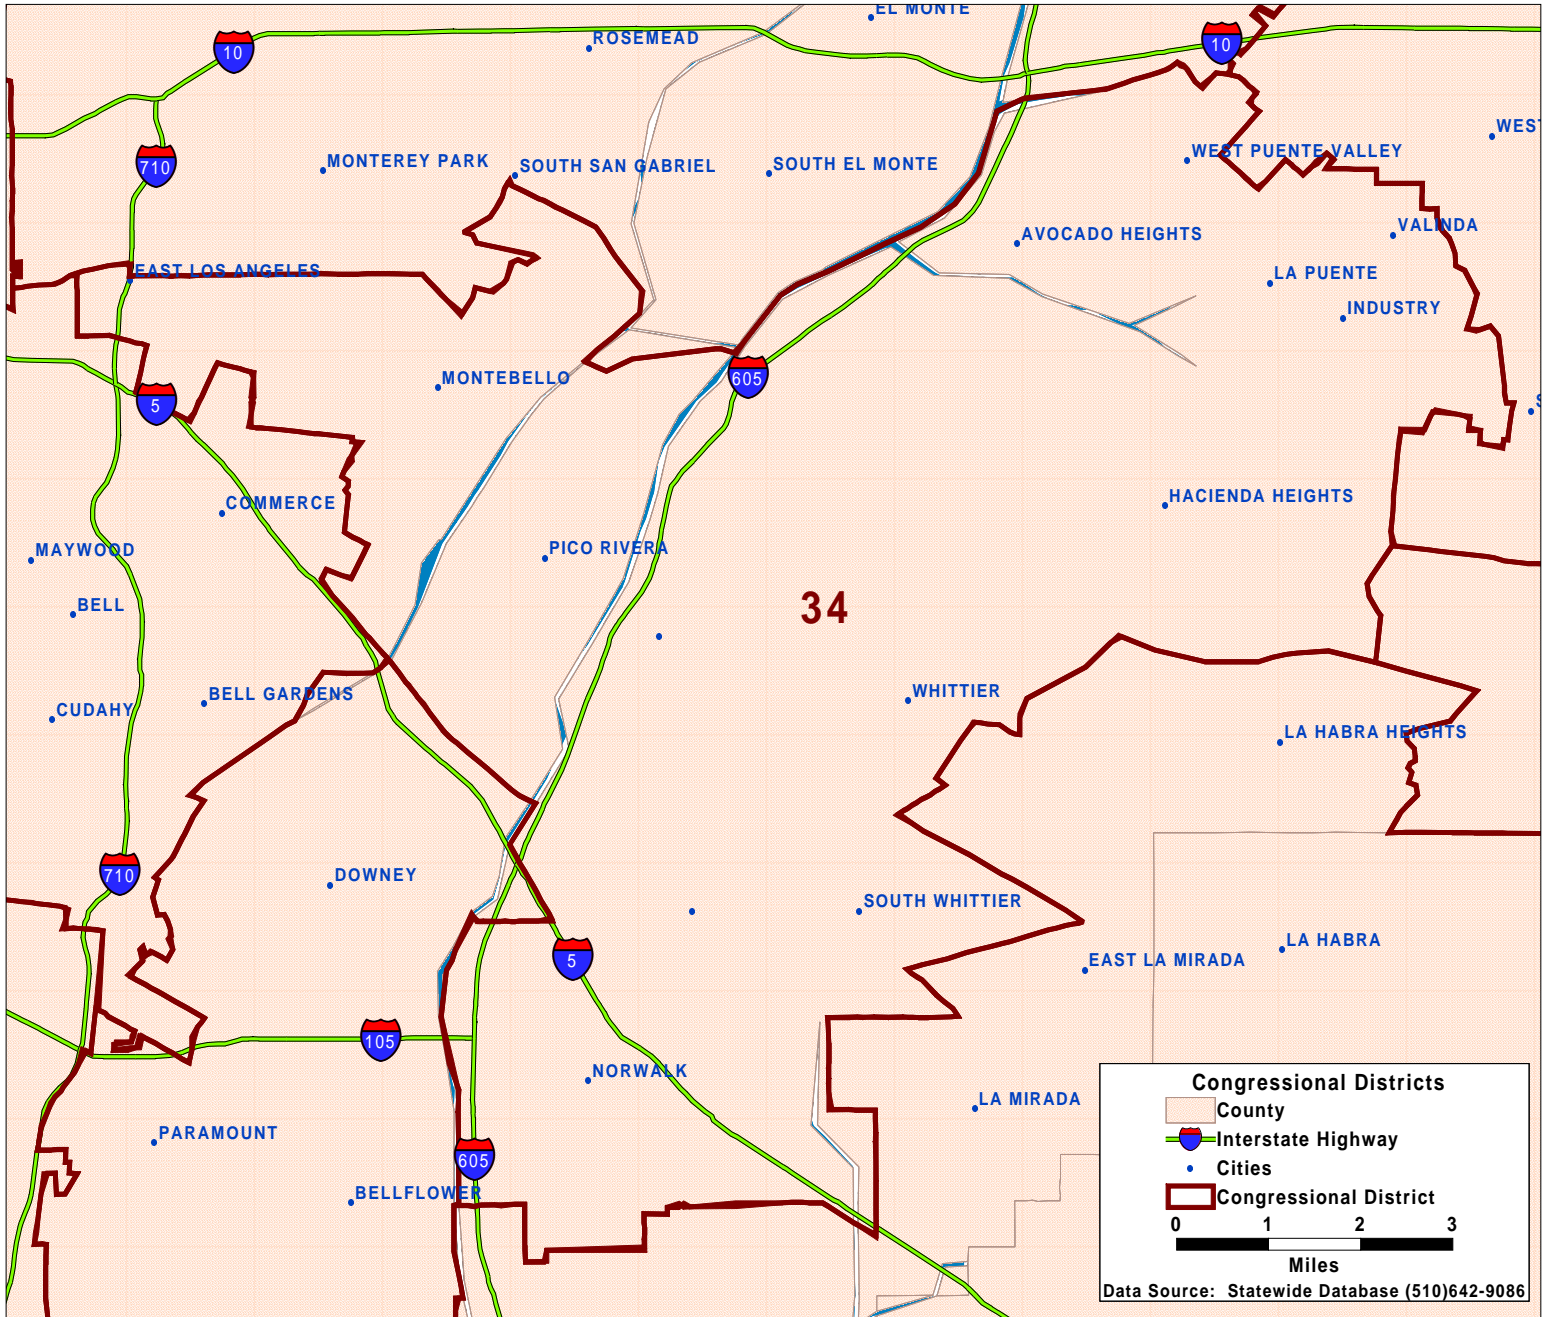 EL MONTE
ROSEMEAD
10
10
WEST
MONTEREY PARK
SOUTH SAN GABRIEL
SOUTH EL MONTE
WEST PUENTE VALLEY
710
AVOCADO HEIGHTS
VALINDA
EAST LOS ANGELES
LA PUENTE
INDUSTRY
MONTEBELLO
605
5
S
COMMERCE
HACIENDA HEIGHTS
MAYWOOD
PICO RIVERA
BELL
34
BELL GARDENS
WHITTIER
CUDAHY
LA HABRA HEIGHTS
710
DOWNEY
SOUTH WHITTIER
LA HABRA
5
EAST LA MIRADA
105
NORWALK
LA MIRADA
PARAMOUNT
605
BELLFLOWER
Congressional Districts
County
Interstate Highway
Cities
Congressional District
0 1 2 3
Miles
Data Source: Statewide Database (510)642-9086